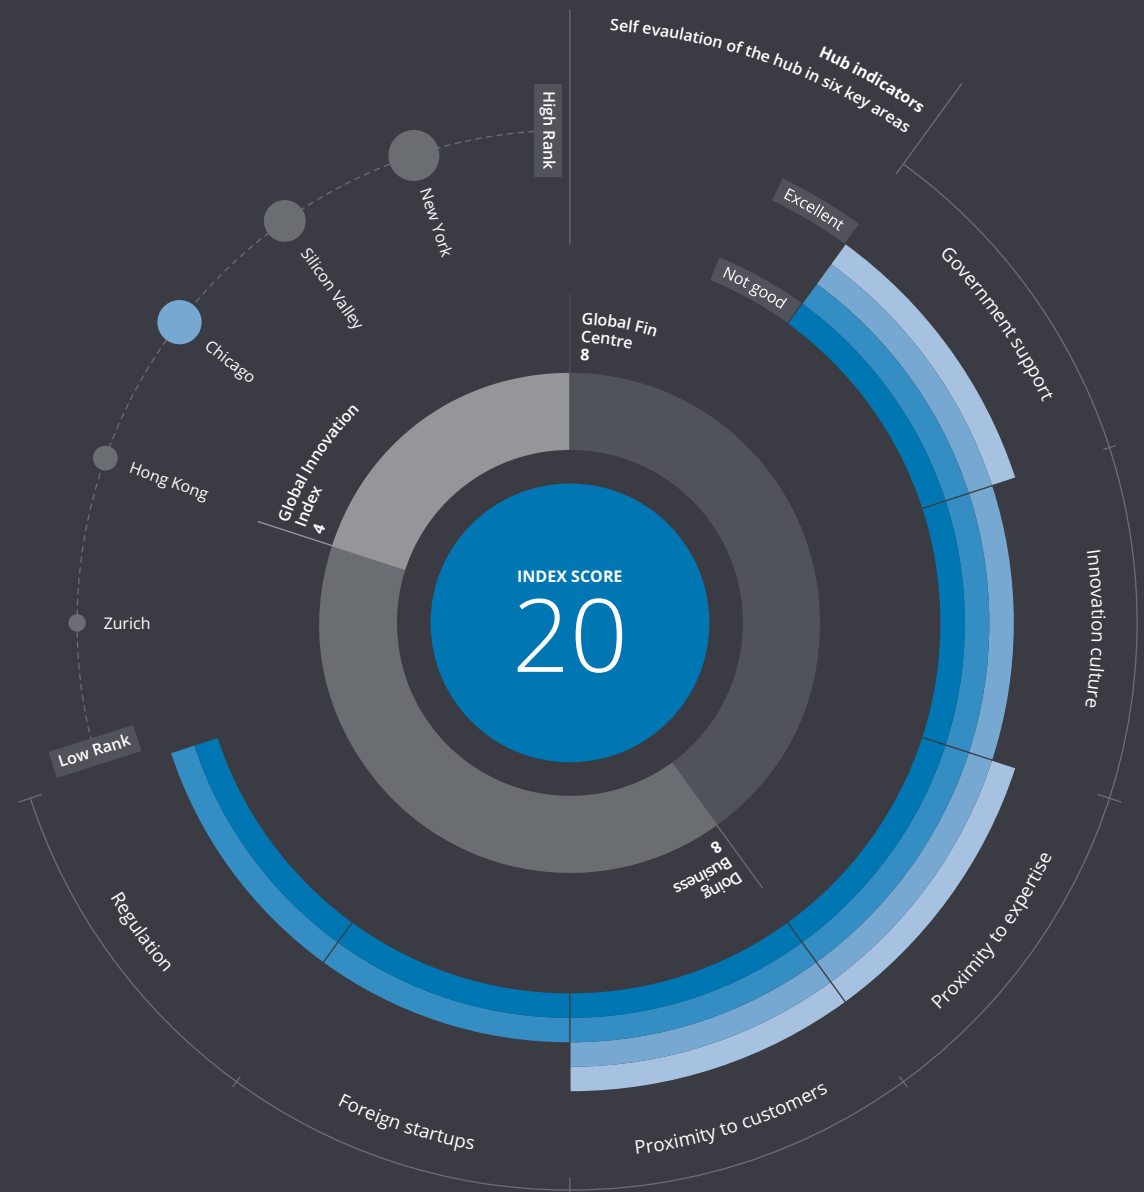 Hub indicators
Self evaulation of the hub in six key areas
High Rank
New York
Silicon Valley
Chicago
Hong Kong
Zurich
Low Rank
Excellent
Not good
Government support
Innovation culture
Proximity to expertise
Proximity to customers
Foreign startups
Regulation
Global Fin
Centre
8
Global Innovation
Index
4
Doing
Business
8
INDEX SCORE
20